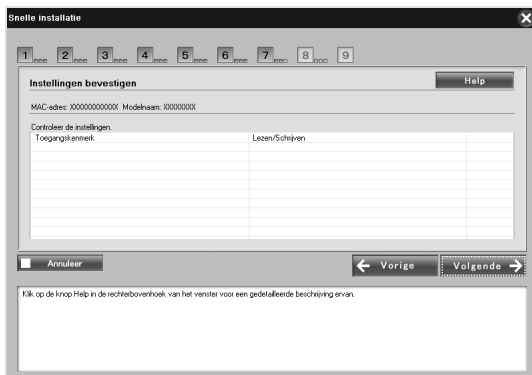 Snelle installatie
1 2 3 4 5 6 7 8 9
Instellingen bevestigen
Help
MAC-adres: XXXXXXXXXXXX Modelnaam: XXXXXXXX
Controleer de instellingen.
Toegangskenmerk Lezen/Schrijven
Annuleer
Vorige
Volgende
Klik op de knop Help in de rechterbovenhoek van het venster voor een gedetailleerde beschrijving ervan.